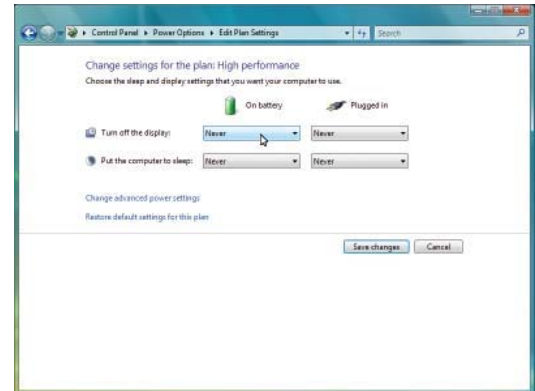 Control Panel Power Options Edit Plan Settings Search
Change settings for the plan: High performance
Choose the sleep and display settings that you want your computer to use.
On battery Plugged in
Turn off the display: Never Never
Put the computer to sleep: Never Never
Change advanced power settings
Restore default settings for this plan
Save changes Cancel